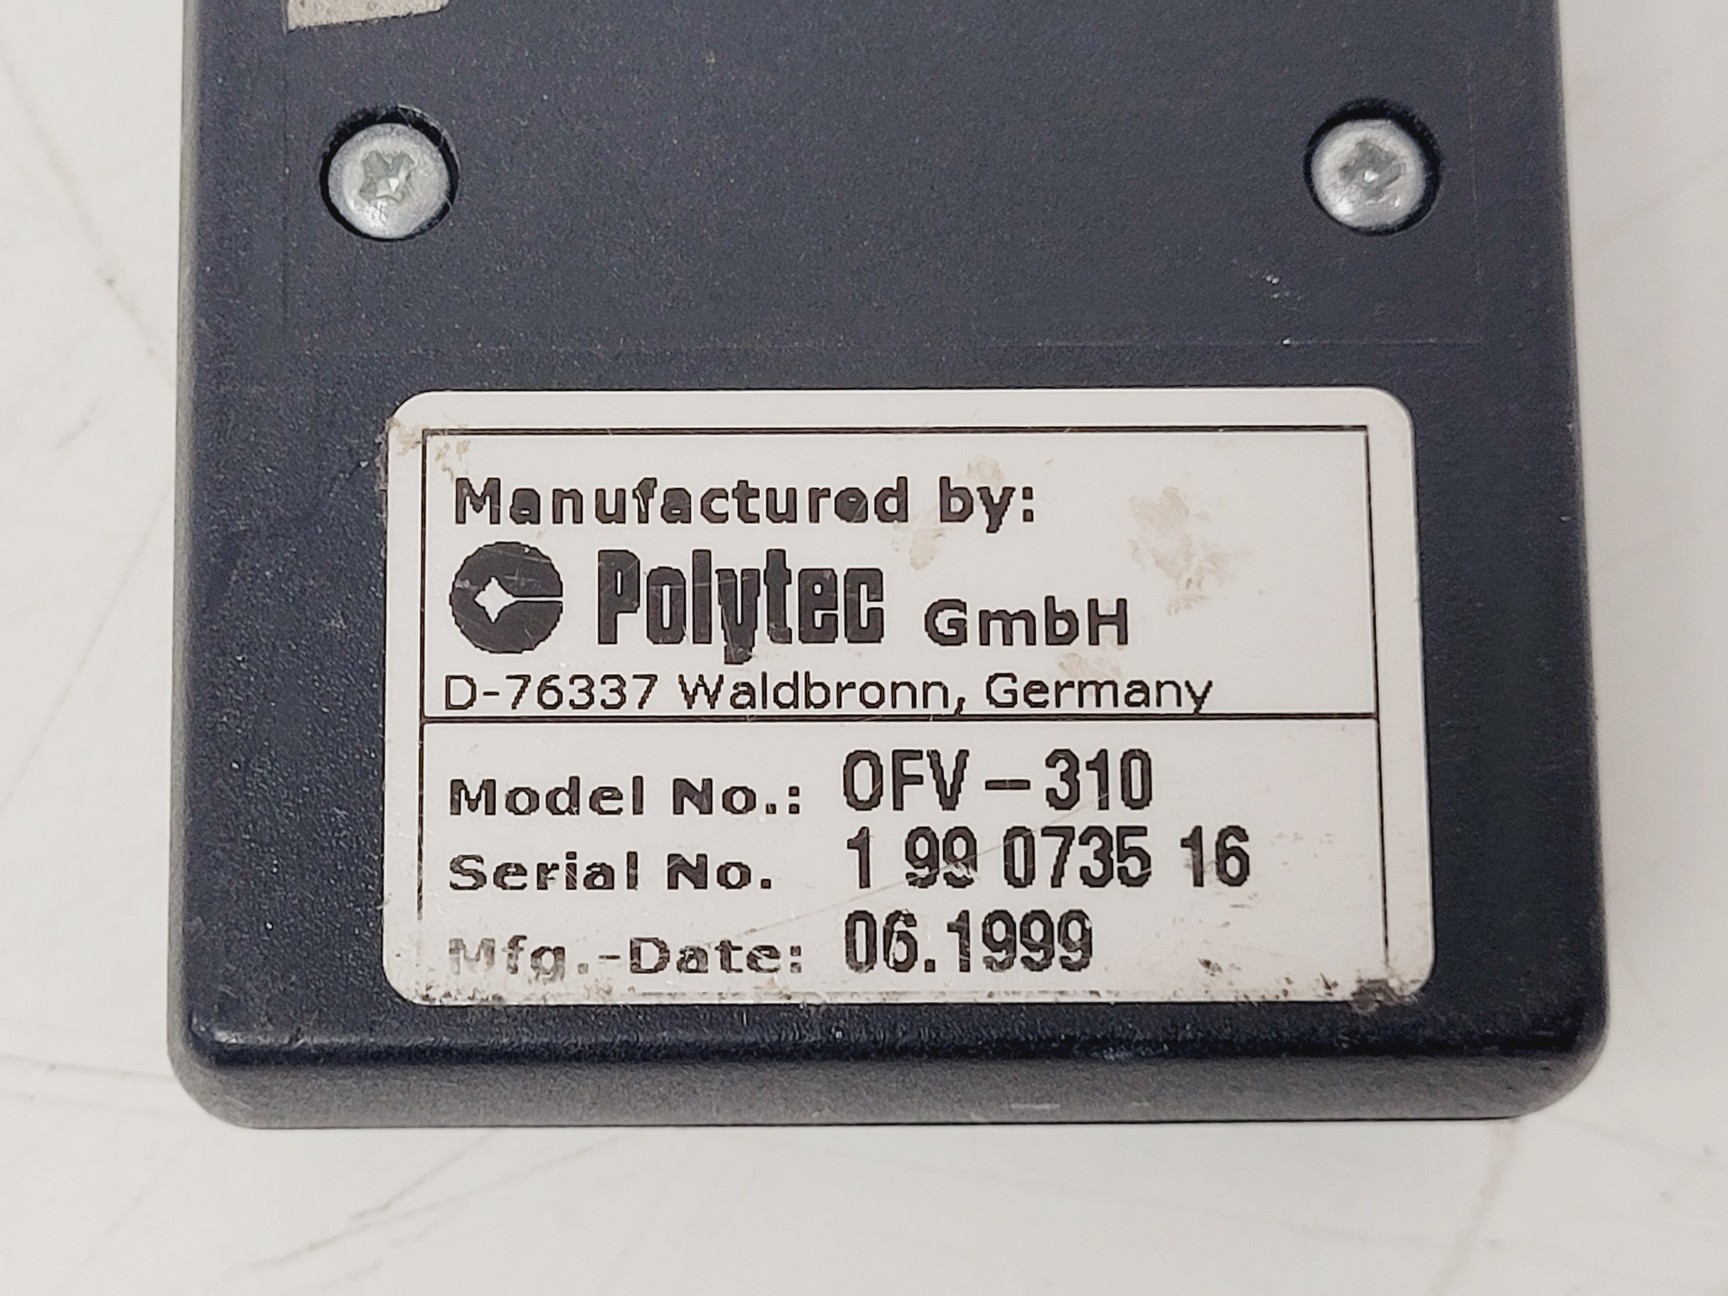 Manufactured by:
Polytec GmbH
D-76337 Waldbronn, Germany
Model No.: OFV-310
Serial No. 1 99 0735 16
Mfg.-Date: 06.1999